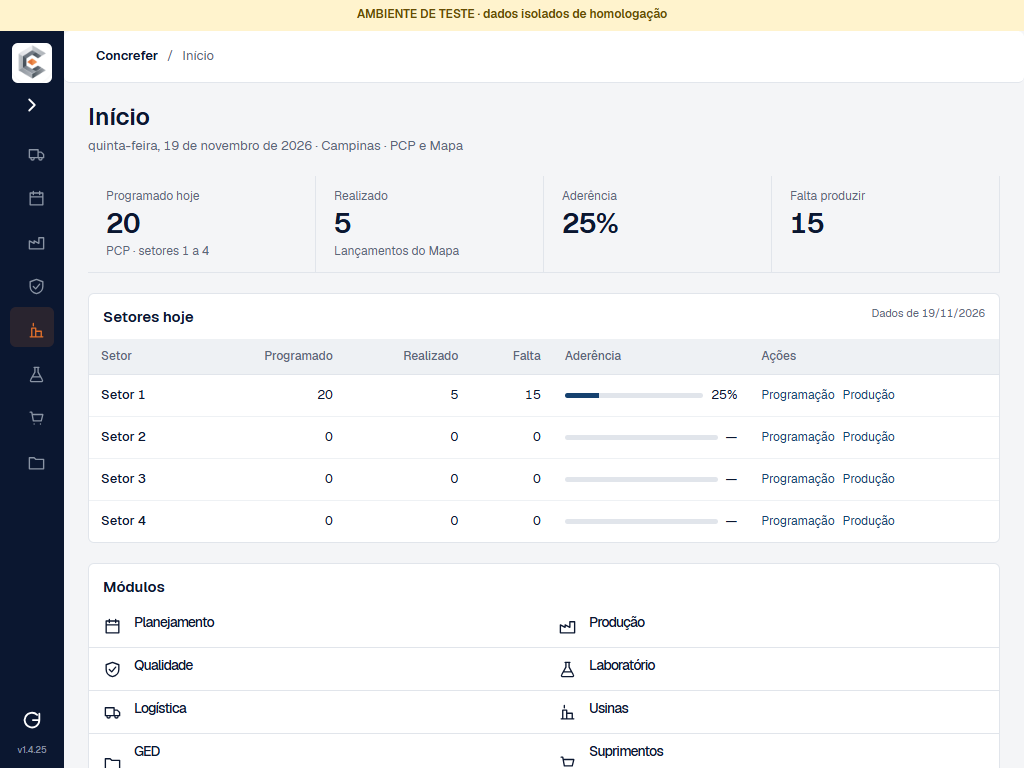 AMBIENTE DE TESTE · dados isolados de homologação
Concrefer / Início
Início
quinta-feira, 19 de novembro de 2026 · Campinas · PCP e Mapa
Programado hoje
20
PCP · setores 1 a 4
Realizado
5
Lançamentos do Mapa
Aderência
25%
Falta produzir
15
Setores hoje
Dados de 19/11/2026
Setor Programado Realizado Falta Aderência Ações
Setor 1 20 5 15 25% Programação Produção
Setor 2 0 0 0 — Programação Produção
Setor 3 0 0 0 — Programação Produção
Setor 4 0 0 0 — Programação Produção
Módulos
Planejamento Produção
Qualidade Laboratório
Logística Usinas
GED Suprimentos
v1.4.25